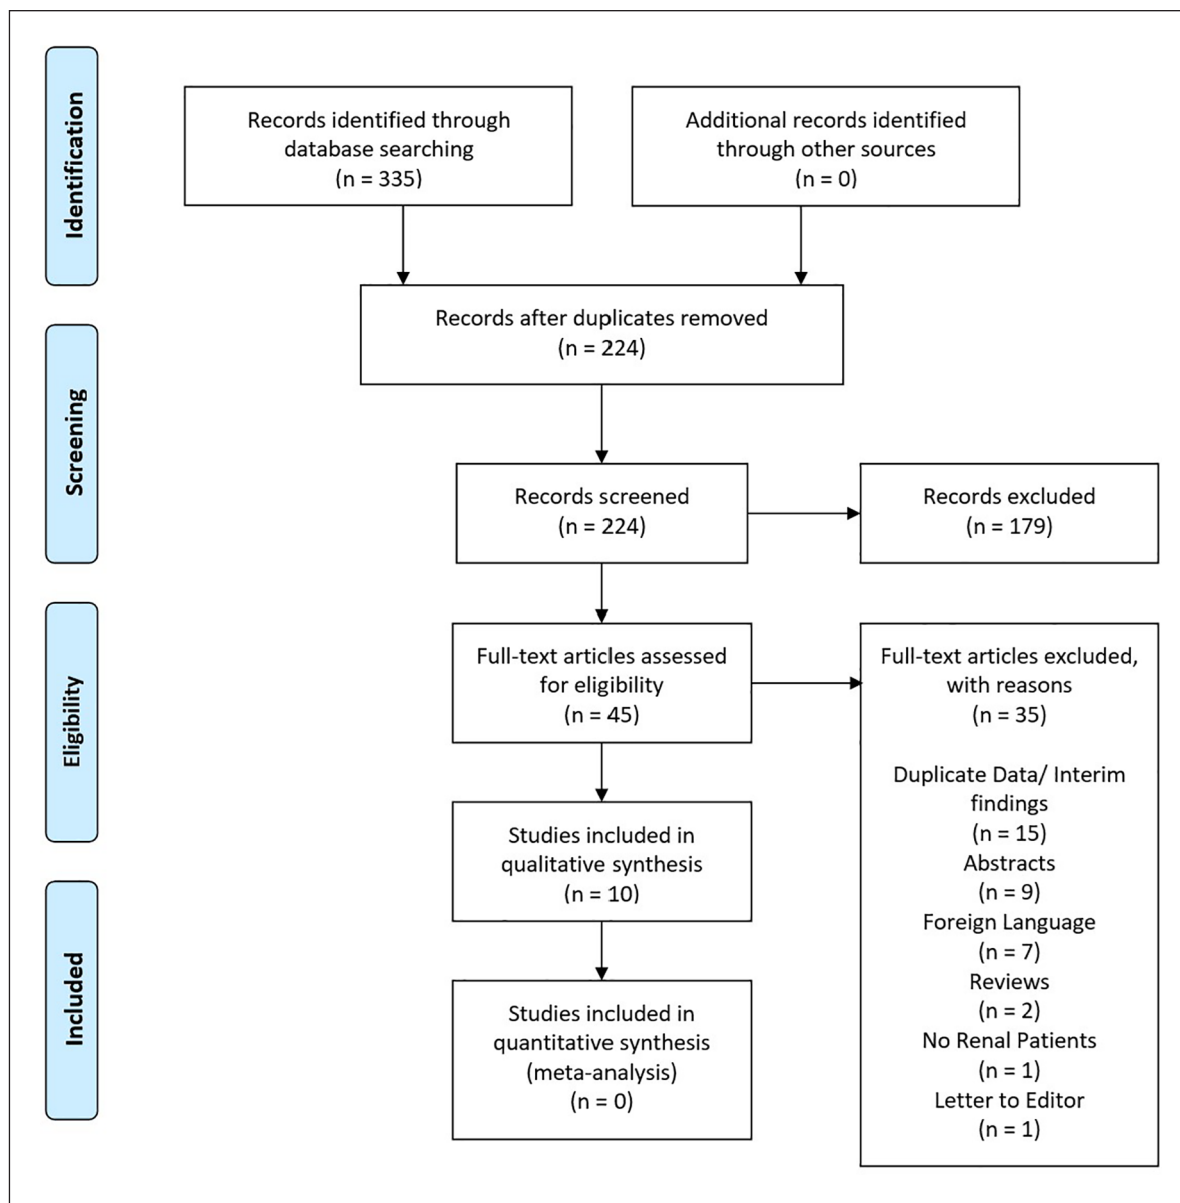 Identification
Records identified through
database searching
(n = 335)
Additional records identified
through other sources
(n = 0)
Records after duplicates removed
(n = 224)
Screening
Records screened
(n = 224)
Records excluded
(n = 179)
Eligibility
Full-text articles assessed
for eligibility
(n = 45)
Full-text articles excluded,
with reasons
(n = 35)
Duplicate Data/ Interim
findings
(n = 15)
Abstracts
(n = 9)
Foreign Language
(n = 7)
Reviews
(n = 2)
No Renal Patients
(n = 1)
Letter to Editor
(n = 1)
Studies included in
qualitative synthesis
(n = 10)
Included
Studies included in
quantitative synthesis
(meta-analysis)
(n = 0)